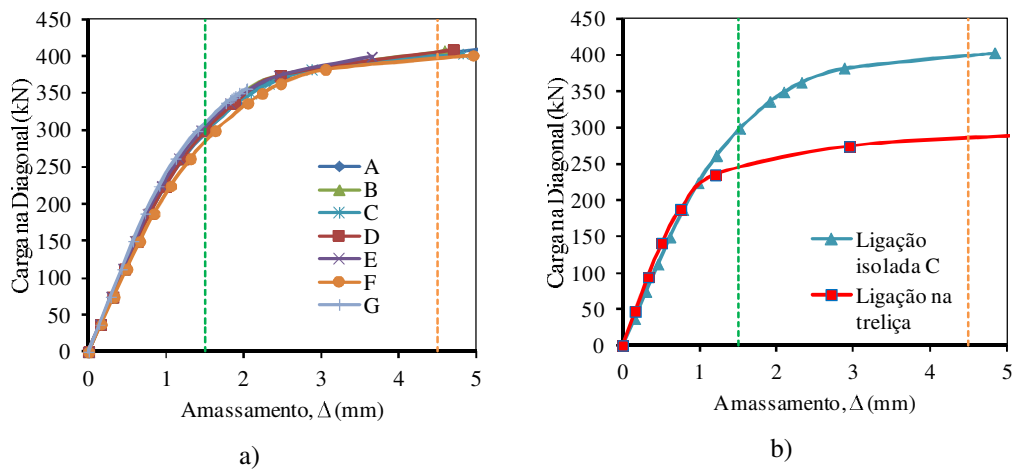 450
400
350
300
250
200
150
100
50
0
Carga na Diagonal (kN)
A
B
C
D
E
F
G
0 1 2 3 4 5
Amassamento, Δ (mm)
a)
450
400
350
300
250
200
150
100
50
0
Carga na Diagonal (kN)
Ligação
isolada C
Ligação na
treliça
0 1 2 3 4 5
Amassamento, Δ (mm)
b)